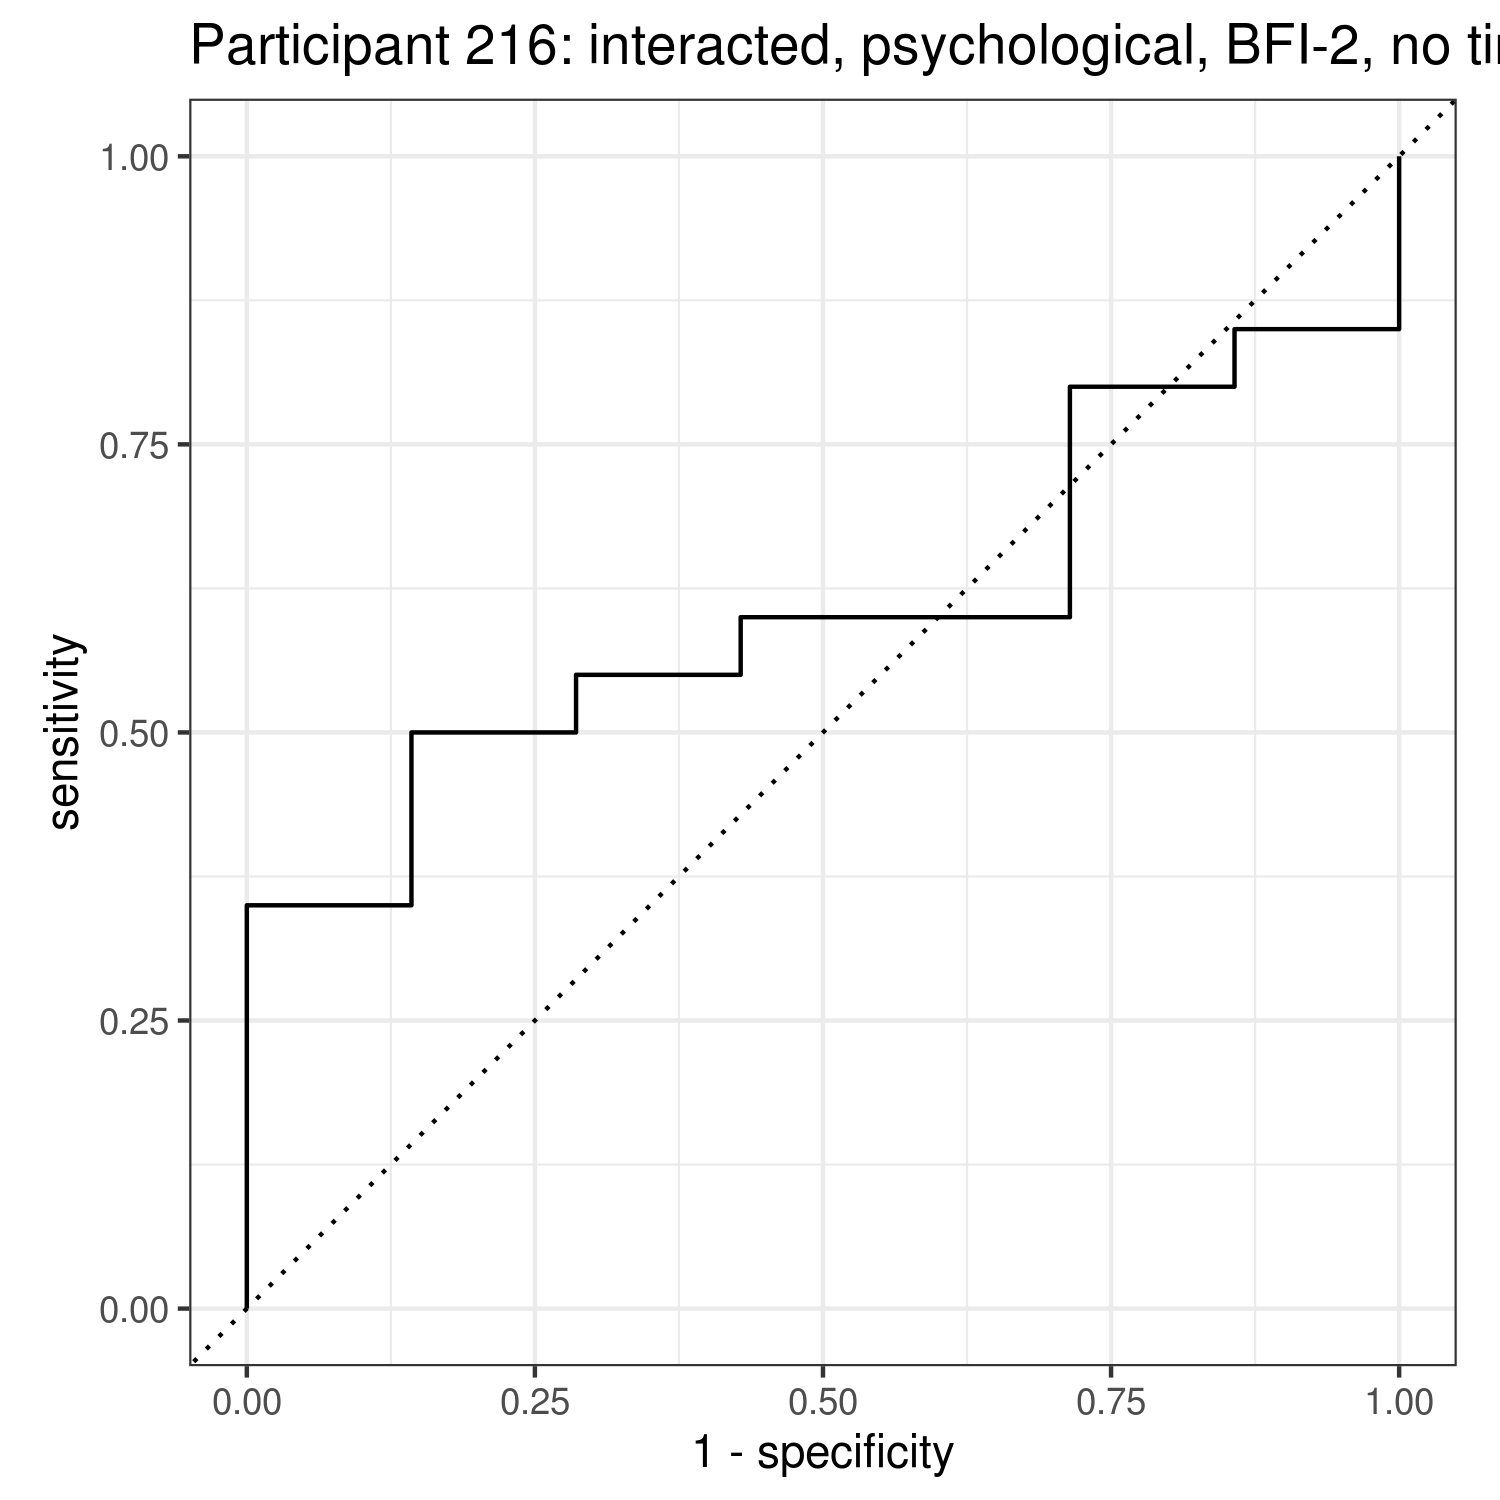 Participant 216: interacted, psychological, BFI-2, no
1.00
0.75
0.50
0.25
0.00
sensitivity
0.00 0.25 0.50 0.75 1.00
1 - specificity